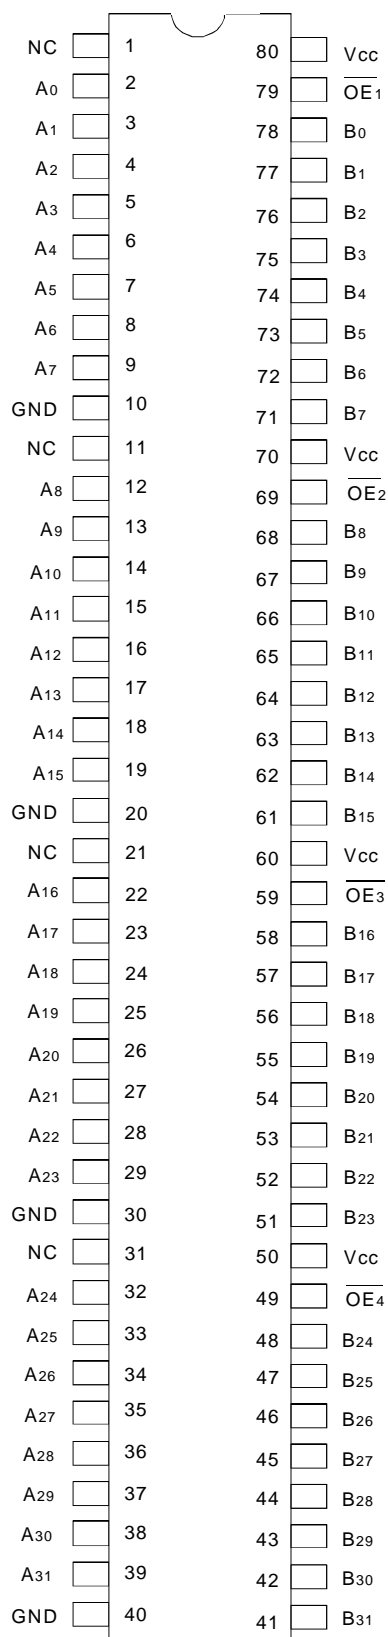 NC 1 80 Vcc
A0 2 79 OE1
A1 3 78 B0
A2 4 77 B1
A3 5 76 B2
A4 6 75 B3
A5 7 74 B4
A6 8 73 B5
A7 9 72 B6
GND 10 71 B7
NC 11 70 Vcc
A8 12 69 OE2
A9 13 68 B8
A10 14 67 B9
A11 15 66 B10
A12 16 65 B11
A13 17 64 B12
A14 18 63 B13
A15 19 62 B14
GND 20 61 B15
NC 21 60 Vcc
A16 22 59 OE3
A17 23 58 B16
A18 24 57 B17
A19 25 56 B18
A20 26 55 B19
A21 27 54 B20
A22 28 53 B21
A23 29 52 B22
GND 30 51 B23
NC 31 50 Vcc
A24 32 49 OE4
A25 33 48 B24
A26 34 47 B25
A27 35 46 B26
A28 36 45 B27
A29 37 44 B28
A30 38 43 B29
A31 39 42 B30
GND 40 41 B31